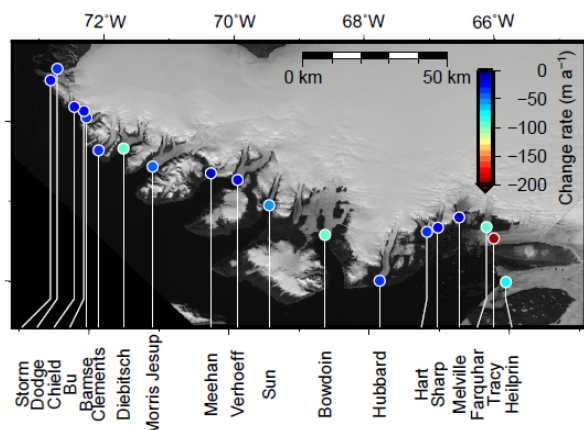 72°W 70°W 68°W 66°W
0 km 50 km
0
−50
−100
−150
−200
Change rate (m a⁻¹)
Storm
Dodge
Chield
Bu
Bamse
Clements
Diebitsch
Morris Jesup
Meehan
Verhoeff
Sun
Bowdoin
Hubbard
Hart
Sharp
Melville
Farquhar
Tracy
Heilprin